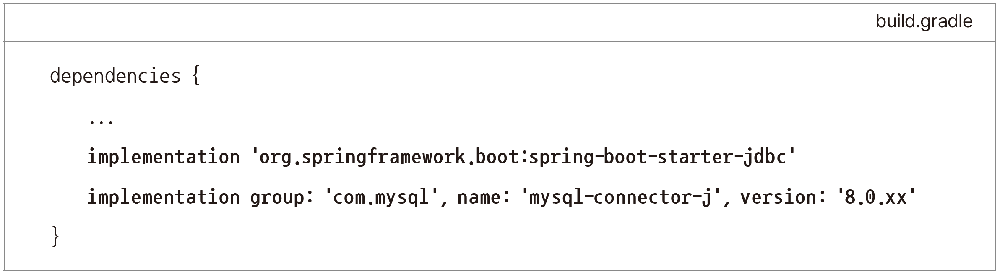 build.gradle
dependencies {
...
implementation 'org.springframework.boot:spring-boot-starter-jdbc'
implementation group: 'com.mysql', name: 'mysql-connector-j', version: '8.0.xx'
}